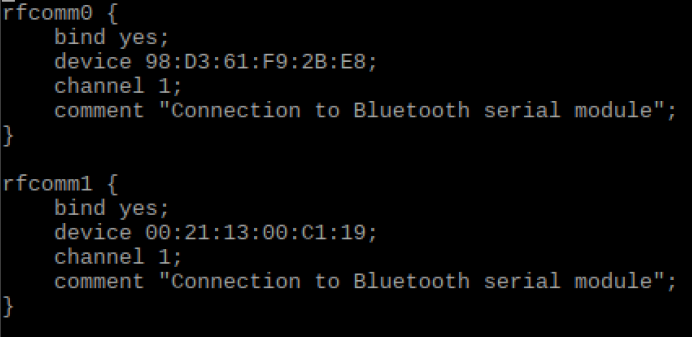 rfcomm0 {
    bind yes;
    device 98:D3:61:F9:2B:E8;
    channel 1;
    comment "Connection to Bluetooth serial module";
}

rfcomm1 {
    bind yes;
    device 00:21:13:00:C1:19;
    channel 1;
    comment "Connection to Bluetooth serial module";
}